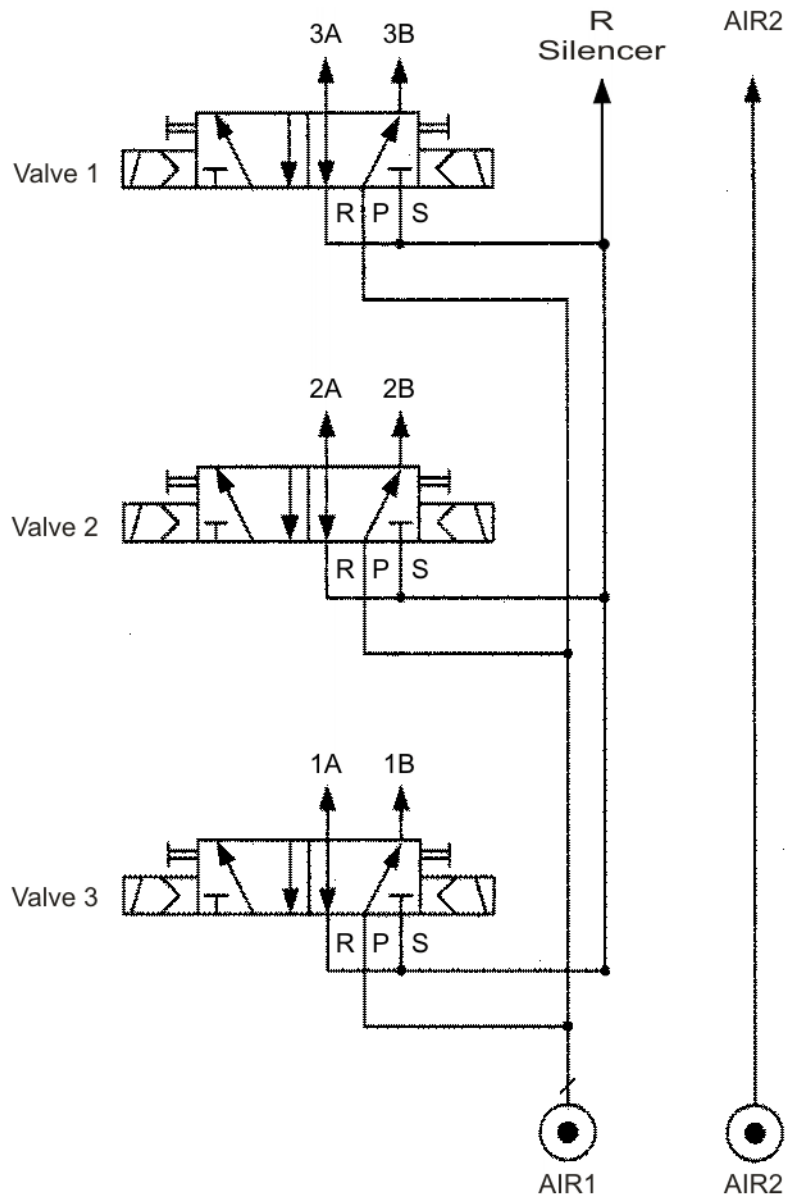 3A 3B
R
Silencer
AIR2
Valve 1
R P S
2A 2B
Valve 2
R P S
1A 1B
Valve 3
R P S
AIR1
AIR2